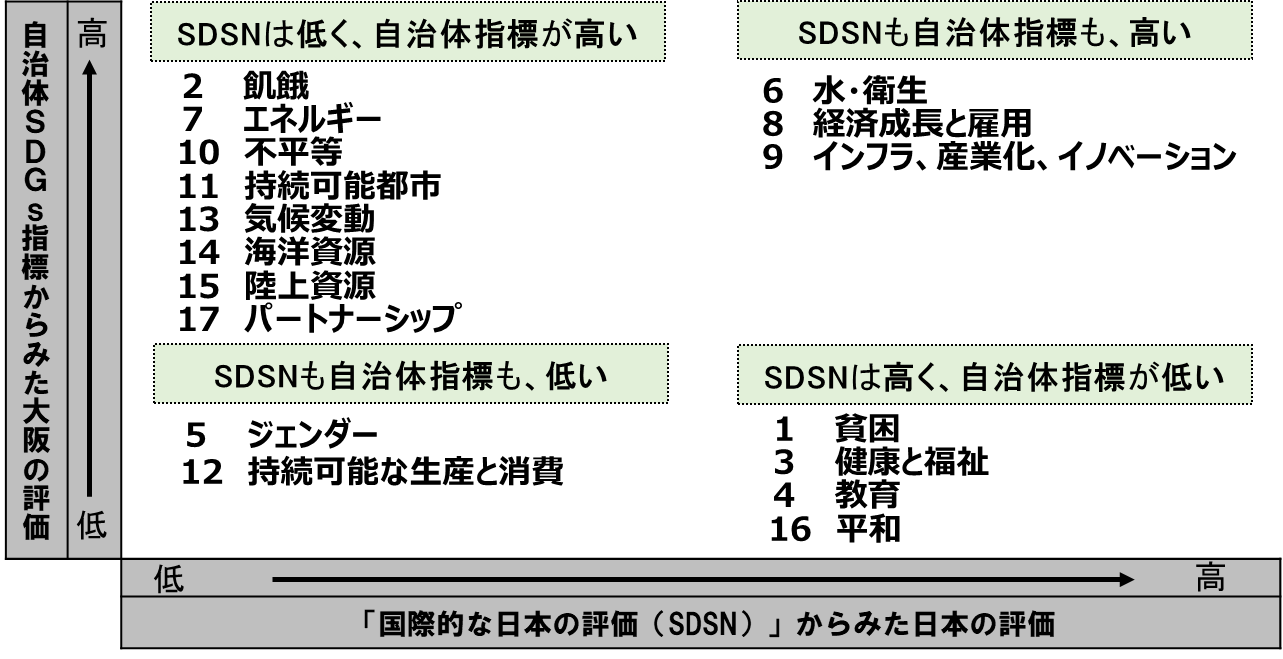 自治体SDGs指標からみた大阪の評価
高
低
SDSNは低く、自治体指標が高い
2 飢餓
7 エネルギー
10 不平等
11 持続可能都市
13 気候変動
14 海洋資源
15 陸上資源
17 パートナーシップ
SDSNも自治体指標も、高い
6 水・衛生
8 経済成長と雇用
9 インフラ、産業化、イノベーション
SDSNも自治体指標も、低い
5 ジェンダー
12 持続可能な生産と消費
SDSNは高く、自治体指標が低い
1 貧困
3 健康と福祉
4 教育
16 平和
低 高
「国際的な日本の評価（SDSN）」からみた日本の評価